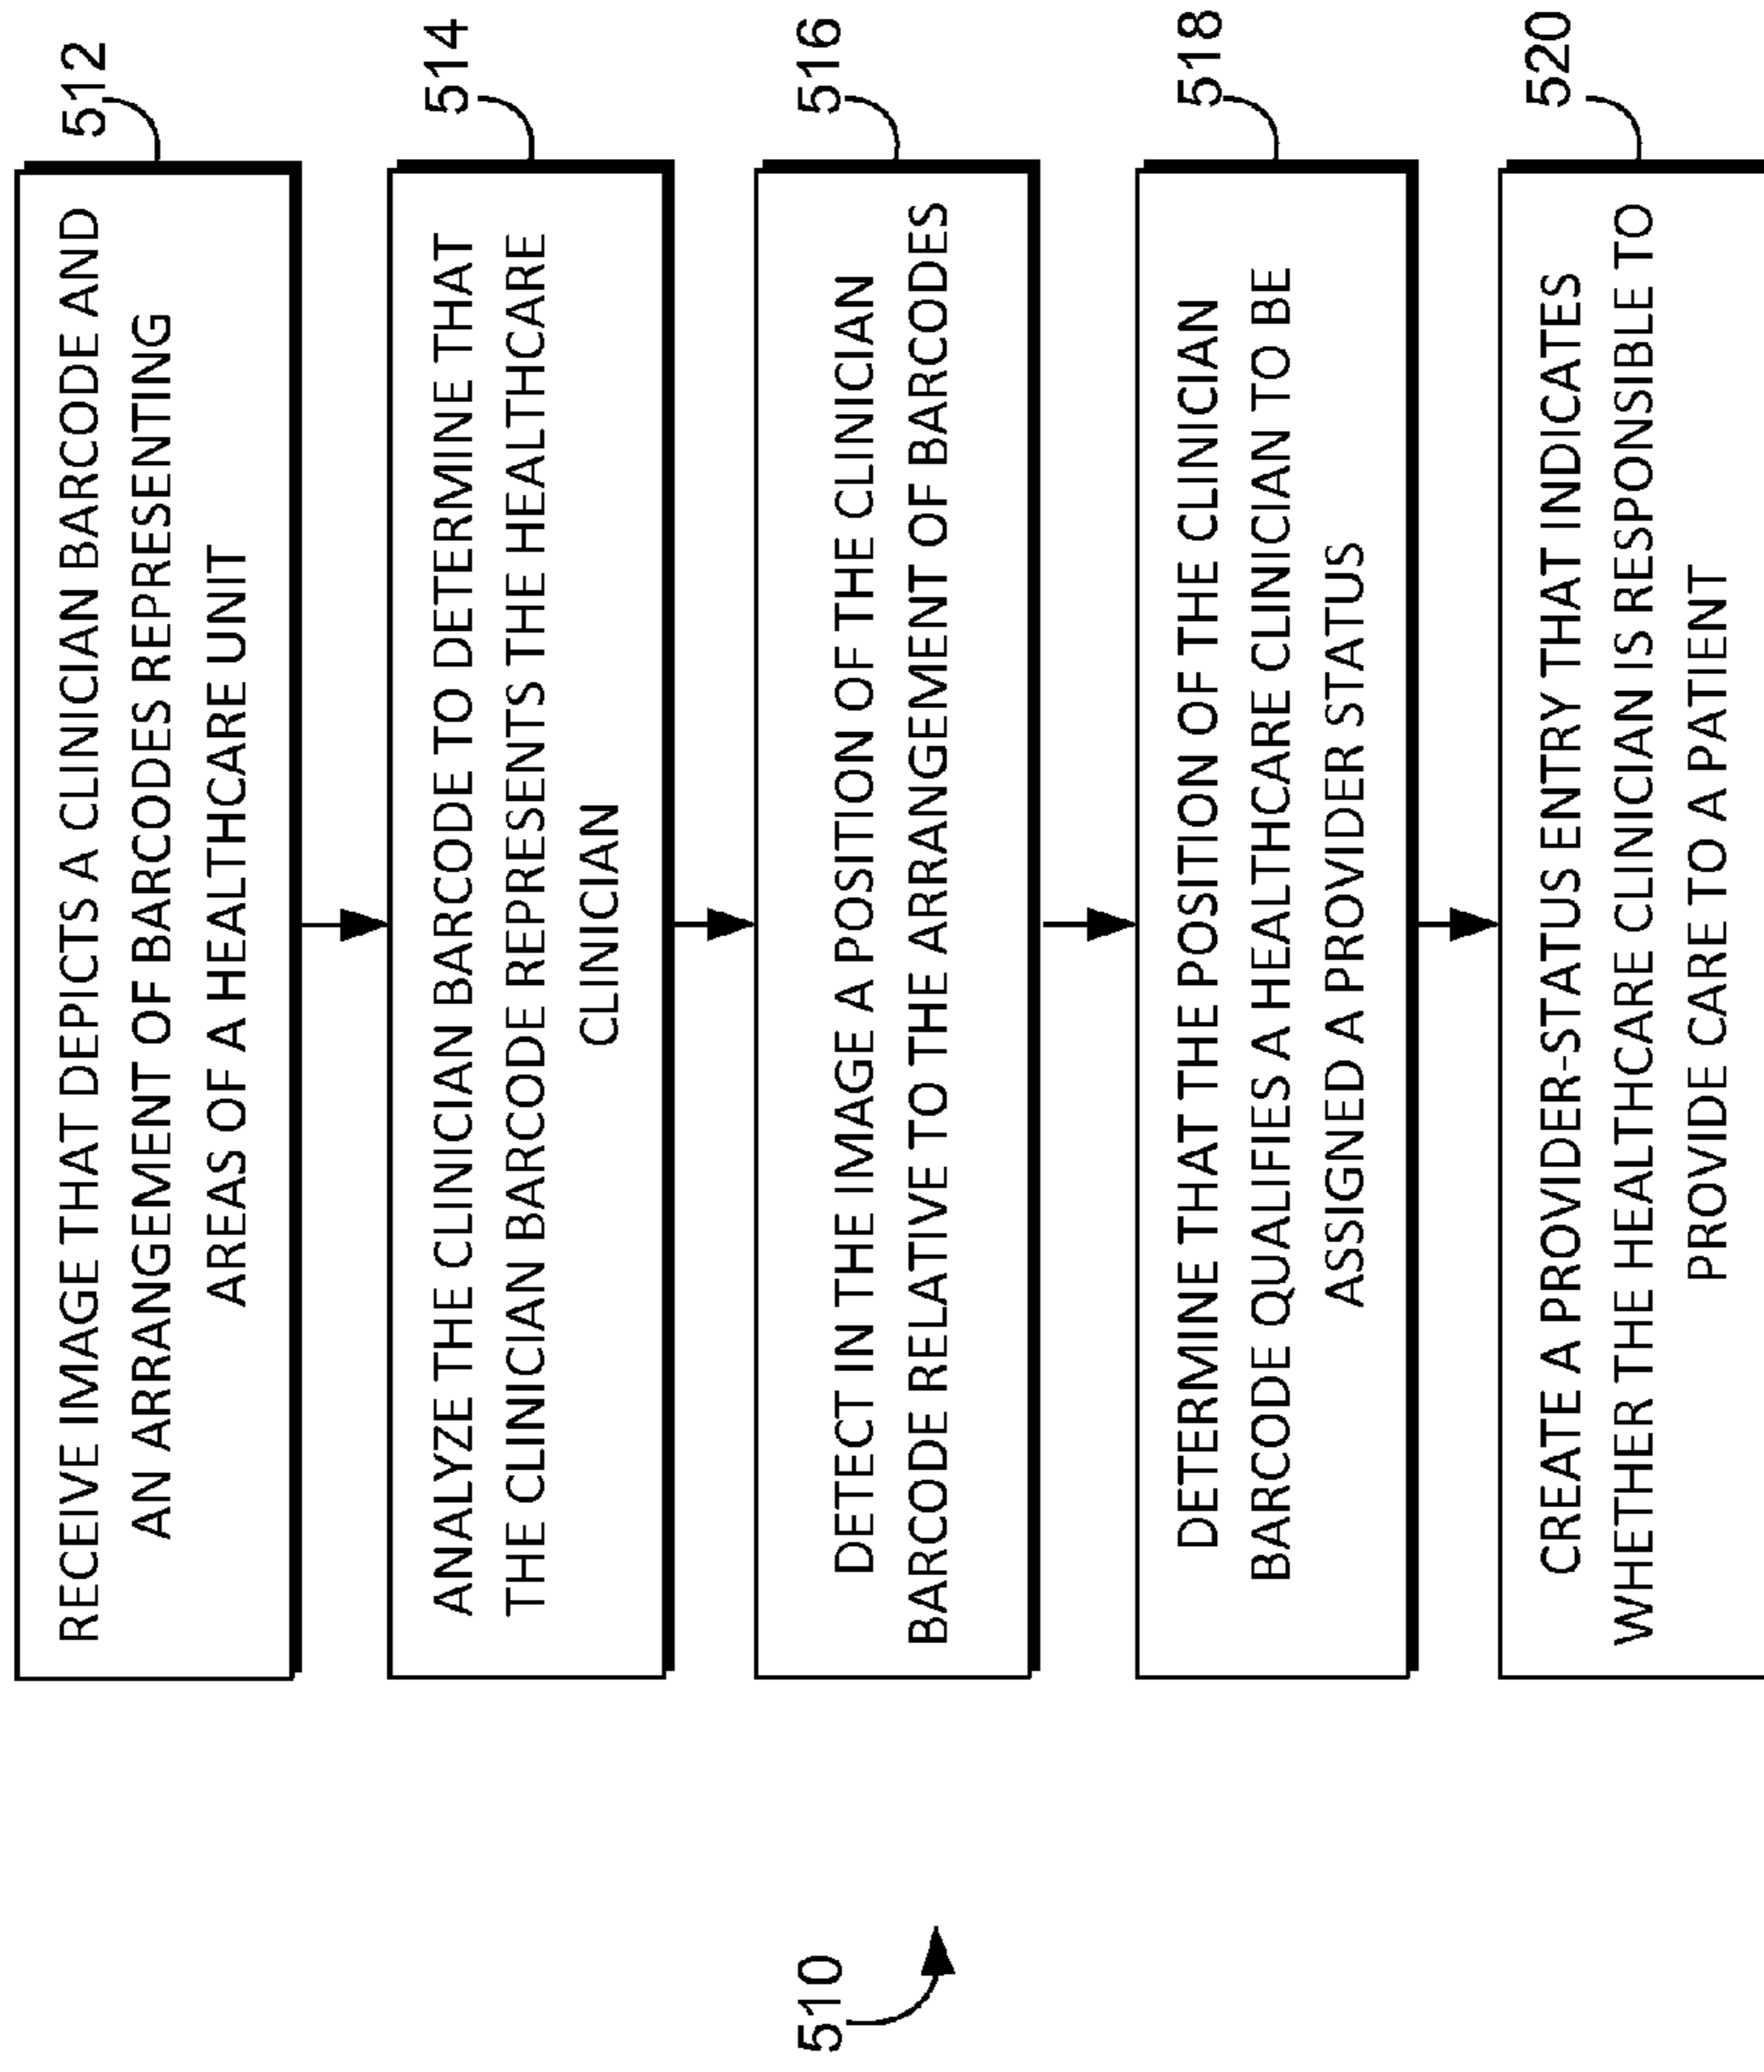 510
512
RECEIVE IMAGE THAT DEPICTS A CLINICIAN BARCODE AND
AN ARRANGEMENT OF BARCODES REPRESENTING
AREAS OF A HEALTHCARE UNIT
514
ANALYZE THE CLINICIAN BARCODE TO DETERMINE THAT
THE CLINICIAN BARCODE REPRESENTS THE HEALTHCARE
CLINICIAN
516
DETECT IN THE IMAGE A POSITION OF THE CLINICIAN
BARCODE RELATIVE TO THE ARRANGEMENT OF BARCODES
518
DETERMINE THAT THE POSITION OF THE CLINICIAN
BARCODE QUALIFIES A HEALTHCARE CLINICIAN TO BE
ASSIGNED A PROVIDER STATUS
520
CREATE A PROVIDER-STATUS ENTRY THAT INDICATES
WHETHER THE HEALTHCARE CLINICIAN IS RESPONSIBLE TO
PROVIDE CARE TO A PATIENT